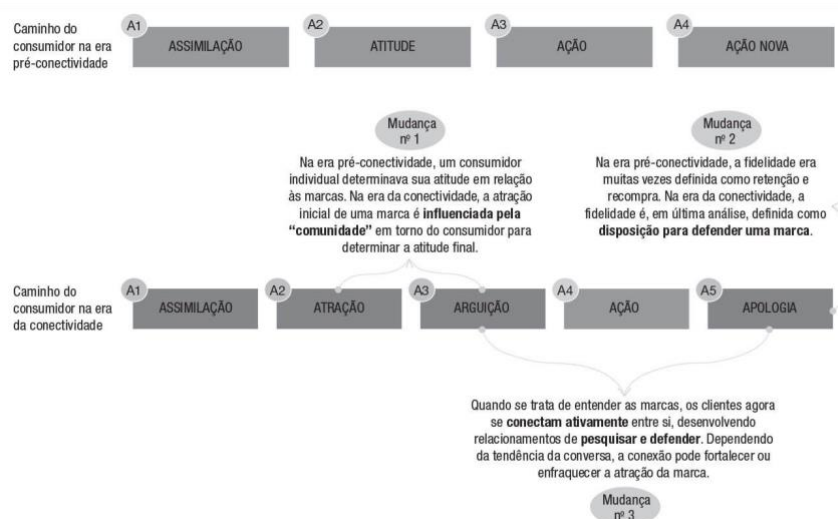 Caminho do
consumidor na era
pré-conectividade
A1
ASSIMILAÇÃO
A2
ATITUDE
A3
AÇÃO
A4
AÇÃO NOVA
Mudança
nº 1
Na era pré-conectividade, um consumidor
individual determinava sua atitude em relação
às marcas. Na era da conectividade, a atração
inicial de uma marca é influenciada pela
“comunidade” em torno do consumidor para
determinar a atitude final.
Mudança
nº 2
Na era pré-conectividade, a fidelidade era
muitas vezes definida como retenção e
recompra. Na era da conectividade, a
fidelidade é, em última análise, definida como
disposição para defender uma marca.
Caminho do
consumidor na era
da conectividade
A1
ASSIMILAÇÃO
A2
ATRAÇÃO
A3
ARGUIÇÃO
A4
AÇÃO
A5
APOLOGIA
Quando se trata de entender as marcas, os clientes agora
se conectam ativamente entre si, desenvolvendo
relacionamentos de pesquisar e defender. Dependendo
da tendência da conversa, a conexão pode fortalecer ou
enfraquecer a atração da marca.
Mudança
nº 3